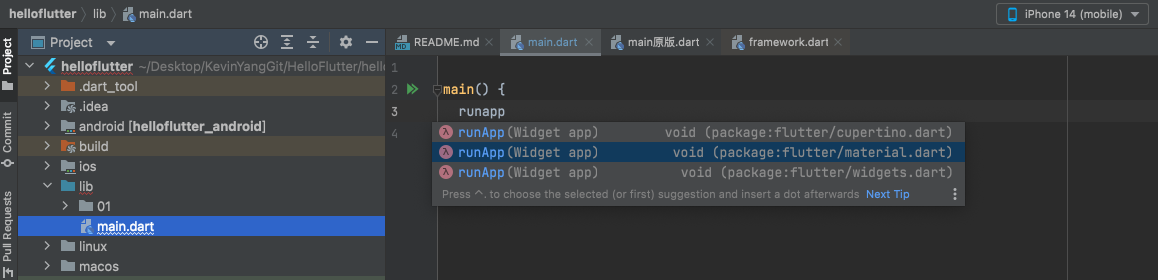 helloflutter lib main.dart
iPhone 14 (mobile)
Project
README.md
main.dart
main原版.dart
framework.dart
Project
Commit
Pull Requests
helloflutter ~/Desktop/KevinYangGit/HelloFlutter/hell
.dart_tool
.idea
android [helloflutter_android]
build
ios
lib
01
main.dart
linux
macos
1
2 main() {
3 runapp
4
runApp(Widget app) void (package:flutter/cupertino.dart)
runApp(Widget app) void (package:flutter/material.dart)
runApp(Widget app) void (package:flutter/widgets.dart)
Press ^. to choose the selected (or first) suggestion and insert a dot afterwards Next Tip